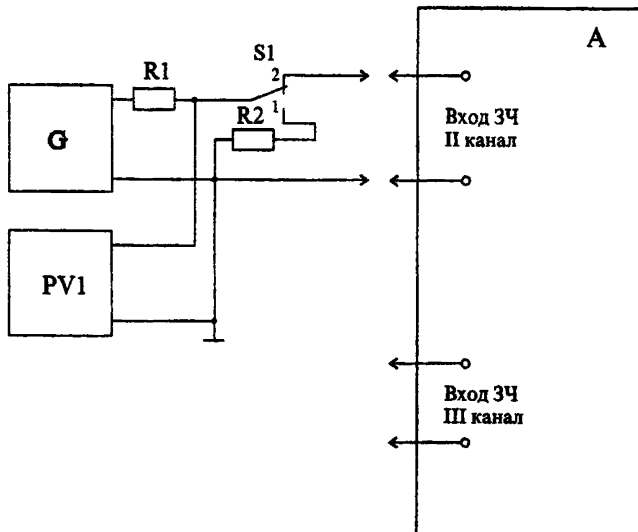 A
S1
R1
2
1
R2
G
Вход ЗЧ
II канал
PV1
Вход ЗЧ
III канал